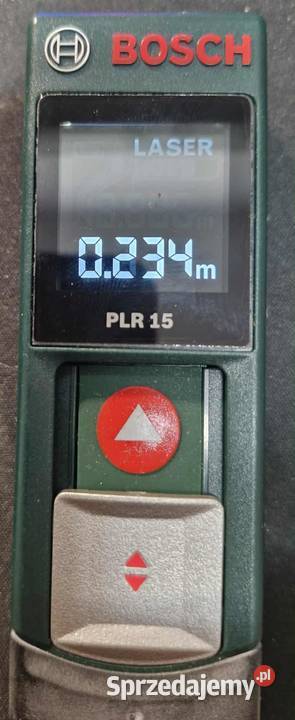 BOSCH
LASER
0.234m
PLR 15
Sprzedajemy.pl